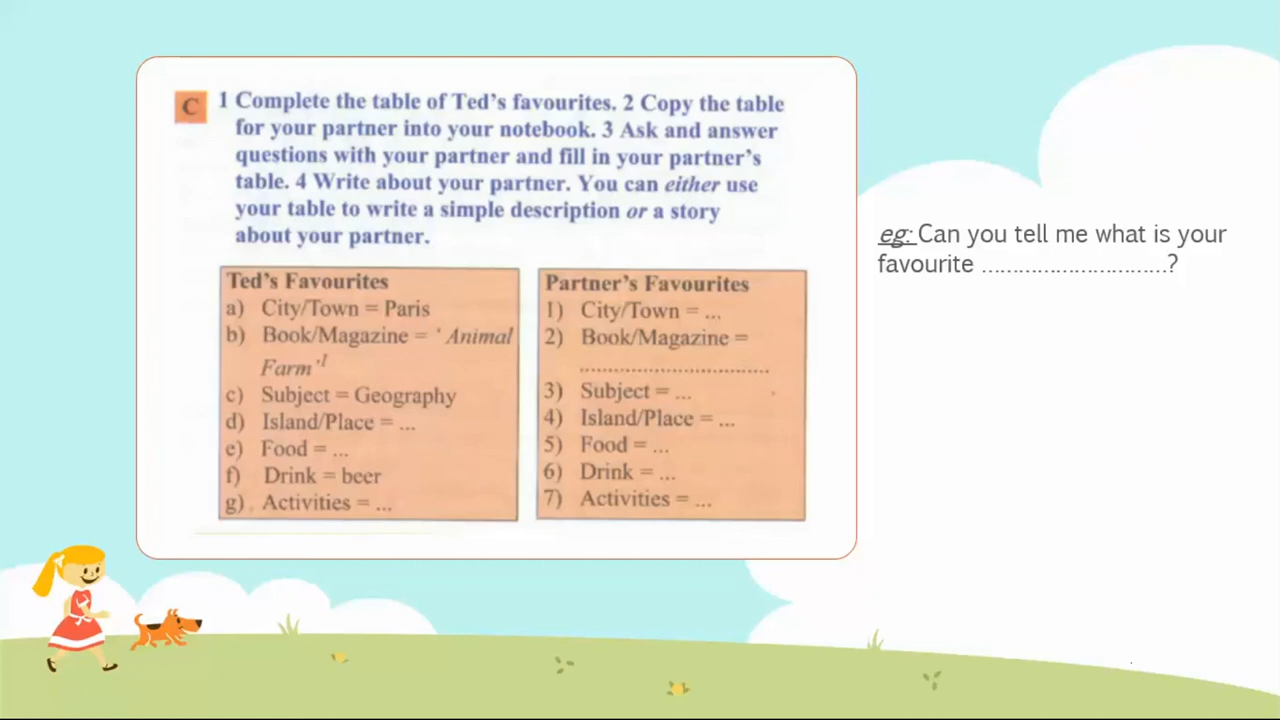 C 1 Complete the table of Ted's favourites. 2 Copy the table
for your partner into your notebook. 3 Ask and answer
questions with your partner and fill in your partner's
table. 4 Write about your partner. You can either use
your table to write a simple description or a story
about your partner.
Ted's Favourites
a) City/Town = Paris
b) Book/Magazine = ' Animal
Farm '1
c) Subject = Geography
d) Island/Place = ...
e) Food = ...
f) Drink = beer
g) . Activities = ...
Partner's Favourites
1) City/Town = ...
2) Book/Magazine =
...................................
3) Subject = ...
4) Island/Place = ...
5) Food = ...
6) Drink = ...
7) Activities = ...
eg: Can you tell me what is your
favourite ..............................?